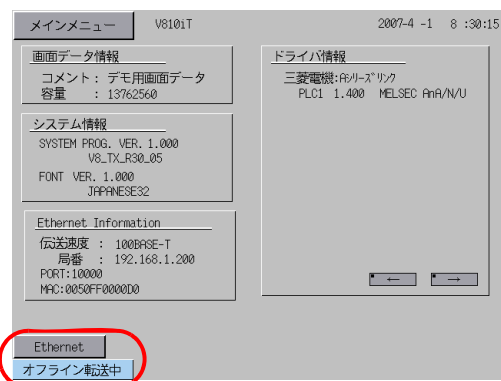 メインメニュー V810iT 2007-4 -1 8 :30:15
画面データ情報
コメント： デモ用画面データ
容量 : 13762560
システム情報
SYSTEM PROG. VER. 1.000
V8_TX_R30_05
FONT VER. 1.000
JAPANESE32
Ethernet Information
伝送速度 : 100BASE-T
局番 : 192.168.1.200
PORT:10000
MAC:0050FF0000D0
ドライバ情報
三菱電機:Aｼﾘｰｽﾞﾘﾝｸ
PLC1 1.400 MELSEC AnA/N/U
← →
Ethernet
オフライン転送中